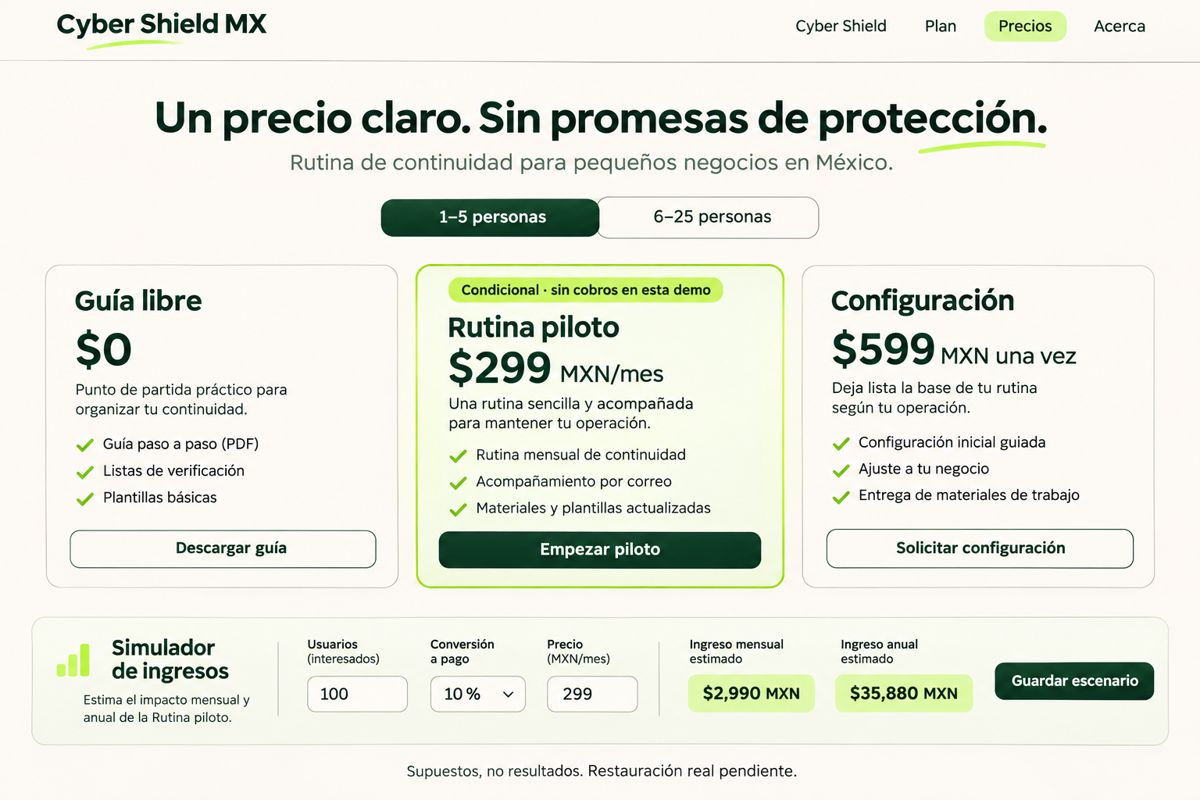 Cyber Shield MX
Cyber Shield
Plan
Precios
Acerca
Un precio claro. Sin promesas de protección.
Rutina de continuidad para pequeños negocios en México.
1–5 personas
6–25 personas
Guía libre
$0
Punto de partida práctico para
organizar tu continuidad.
Guía paso a paso (PDF)
Listas de verificación
Plantillas básicas
Descargar guía
Condicional · sin cobros en esta demo
Rutina piloto
$299 MXN/mes
Una rutina sencilla y acompañada
para mantener tu operación.
Rutina mensual de continuidad
Acompañamiento por correo
Materiales y plantillas actualizadas
Empezar piloto
Configuración
$599 MXN una vez
Deja lista la base de tu rutina
según tu operación.
Configuración inicial guiada
Ajuste a tu negocio
Entrega de materiales de trabajo
Solicitar configuración
Simulador
de ingresos
Estima el impacto mensual y
anual de la Rutina piloto.
Usuarios
(interesados)
100
Conversión
a pago
10 %
Precio
(MXN/mes)
299
Ingreso mensual
estimado
$2,990 MXN
Ingreso anual
estimado
$35,880 MXN
Guardar escenario
Supuestos, no resultados. Restauración real pendiente.